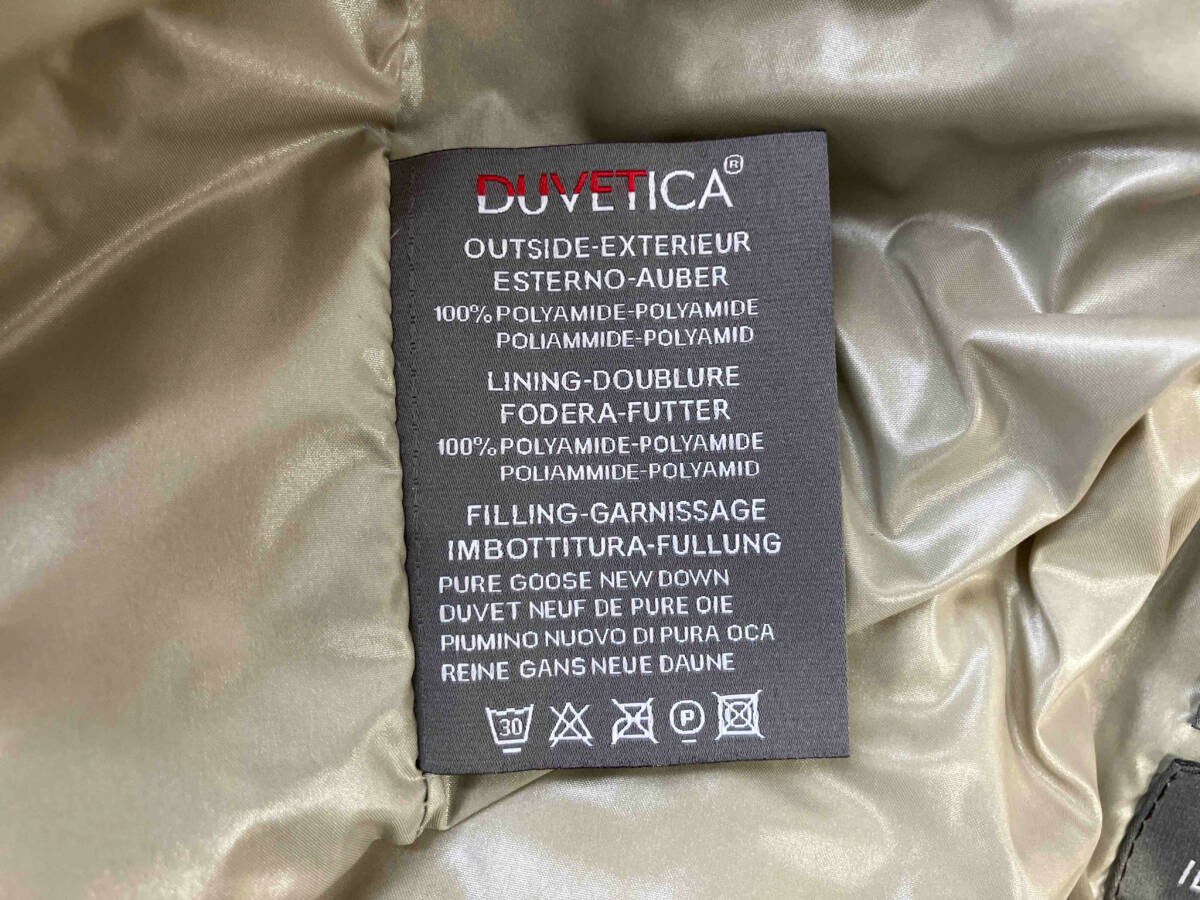 DUVETICA®
OUTSIDE-EXTERIEUR
ESTERNO-AUBER
100% POLYAMIDE-POLYAMIDE
POLIAMMIDE-POLYAMID
LINING-DOUBLURE
FODERA-FUTTER
100% POLYAMIDE-POLYAMIDE
POLIAMMIDE-POLYAMID
FILLING-GARNISSAGE
IMBOTTITURA-FULLUNG
PURE GOOSE NEW DOWN
DUVET NEUF DE PURE OIE
PIUMINO NUOVO DI PURA OCA
REINE GANS NEUE DAUNE
30 P